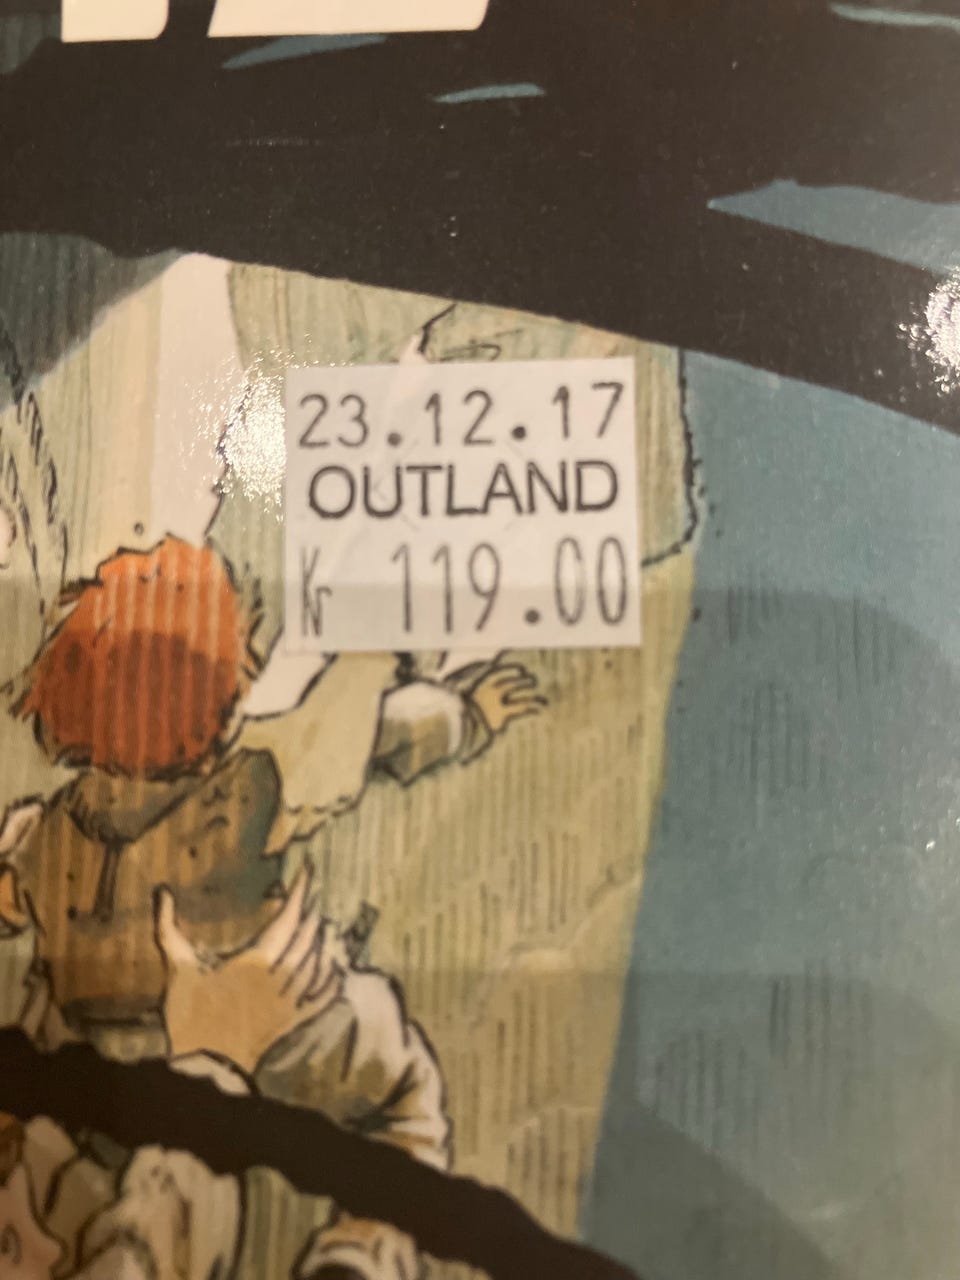 23.12.17
OUTLAND
Kr 119.00